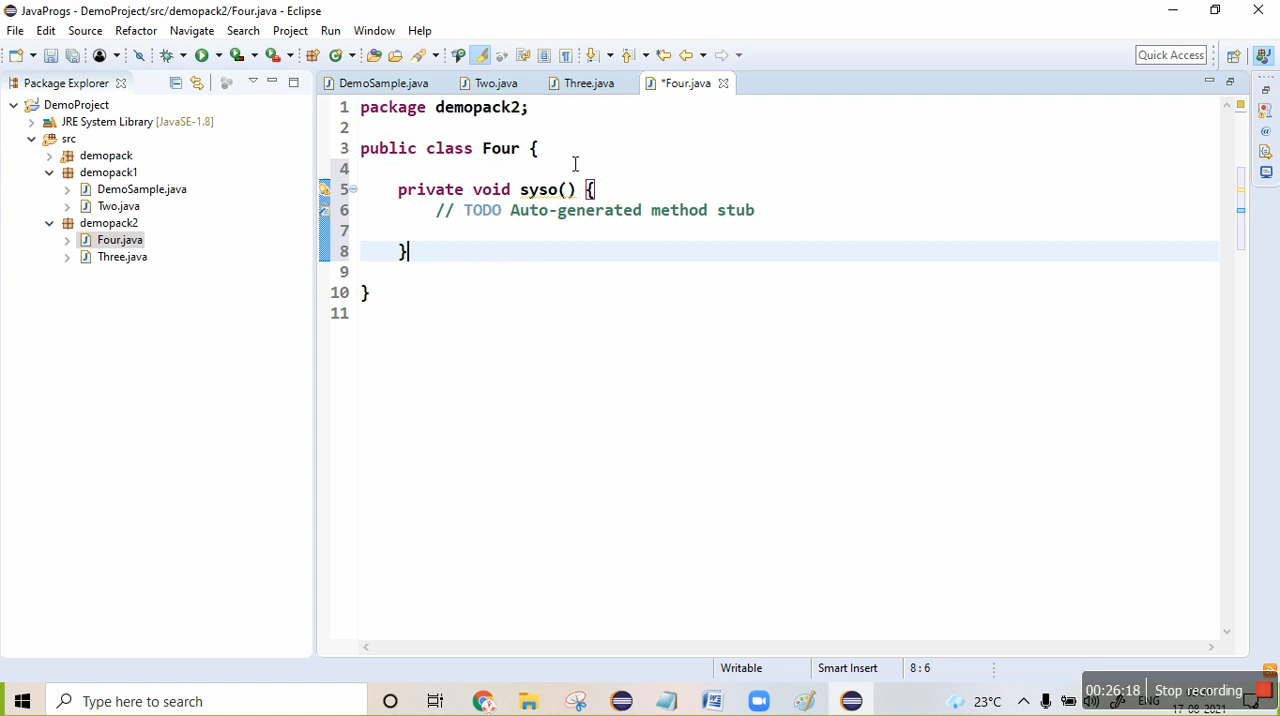 JavaProgs - DemoProject/src/demopack2/Four.java - Eclipse
File Edit Source Refactor Navigate Search Project Run Window Help
Quick Access
Package Explorer
DemoProject
JRE System Library [JavaSE-1.8]
src
demopack
demopack1
DemoSample.java
Two.java
demopack2
Four.java
Three.java
DemoSample.java Two.java Three.java *Four.java
1 package demopack2;
2
3 public class Four {
4
5 private void syso() {
6 // TODO Auto-generated method stub
7
8 }
9
10 }
11
Writable Smart Insert 8 : 6
Type here to search
23°C ENG
17-08-2021
00:26:18 Stop recording